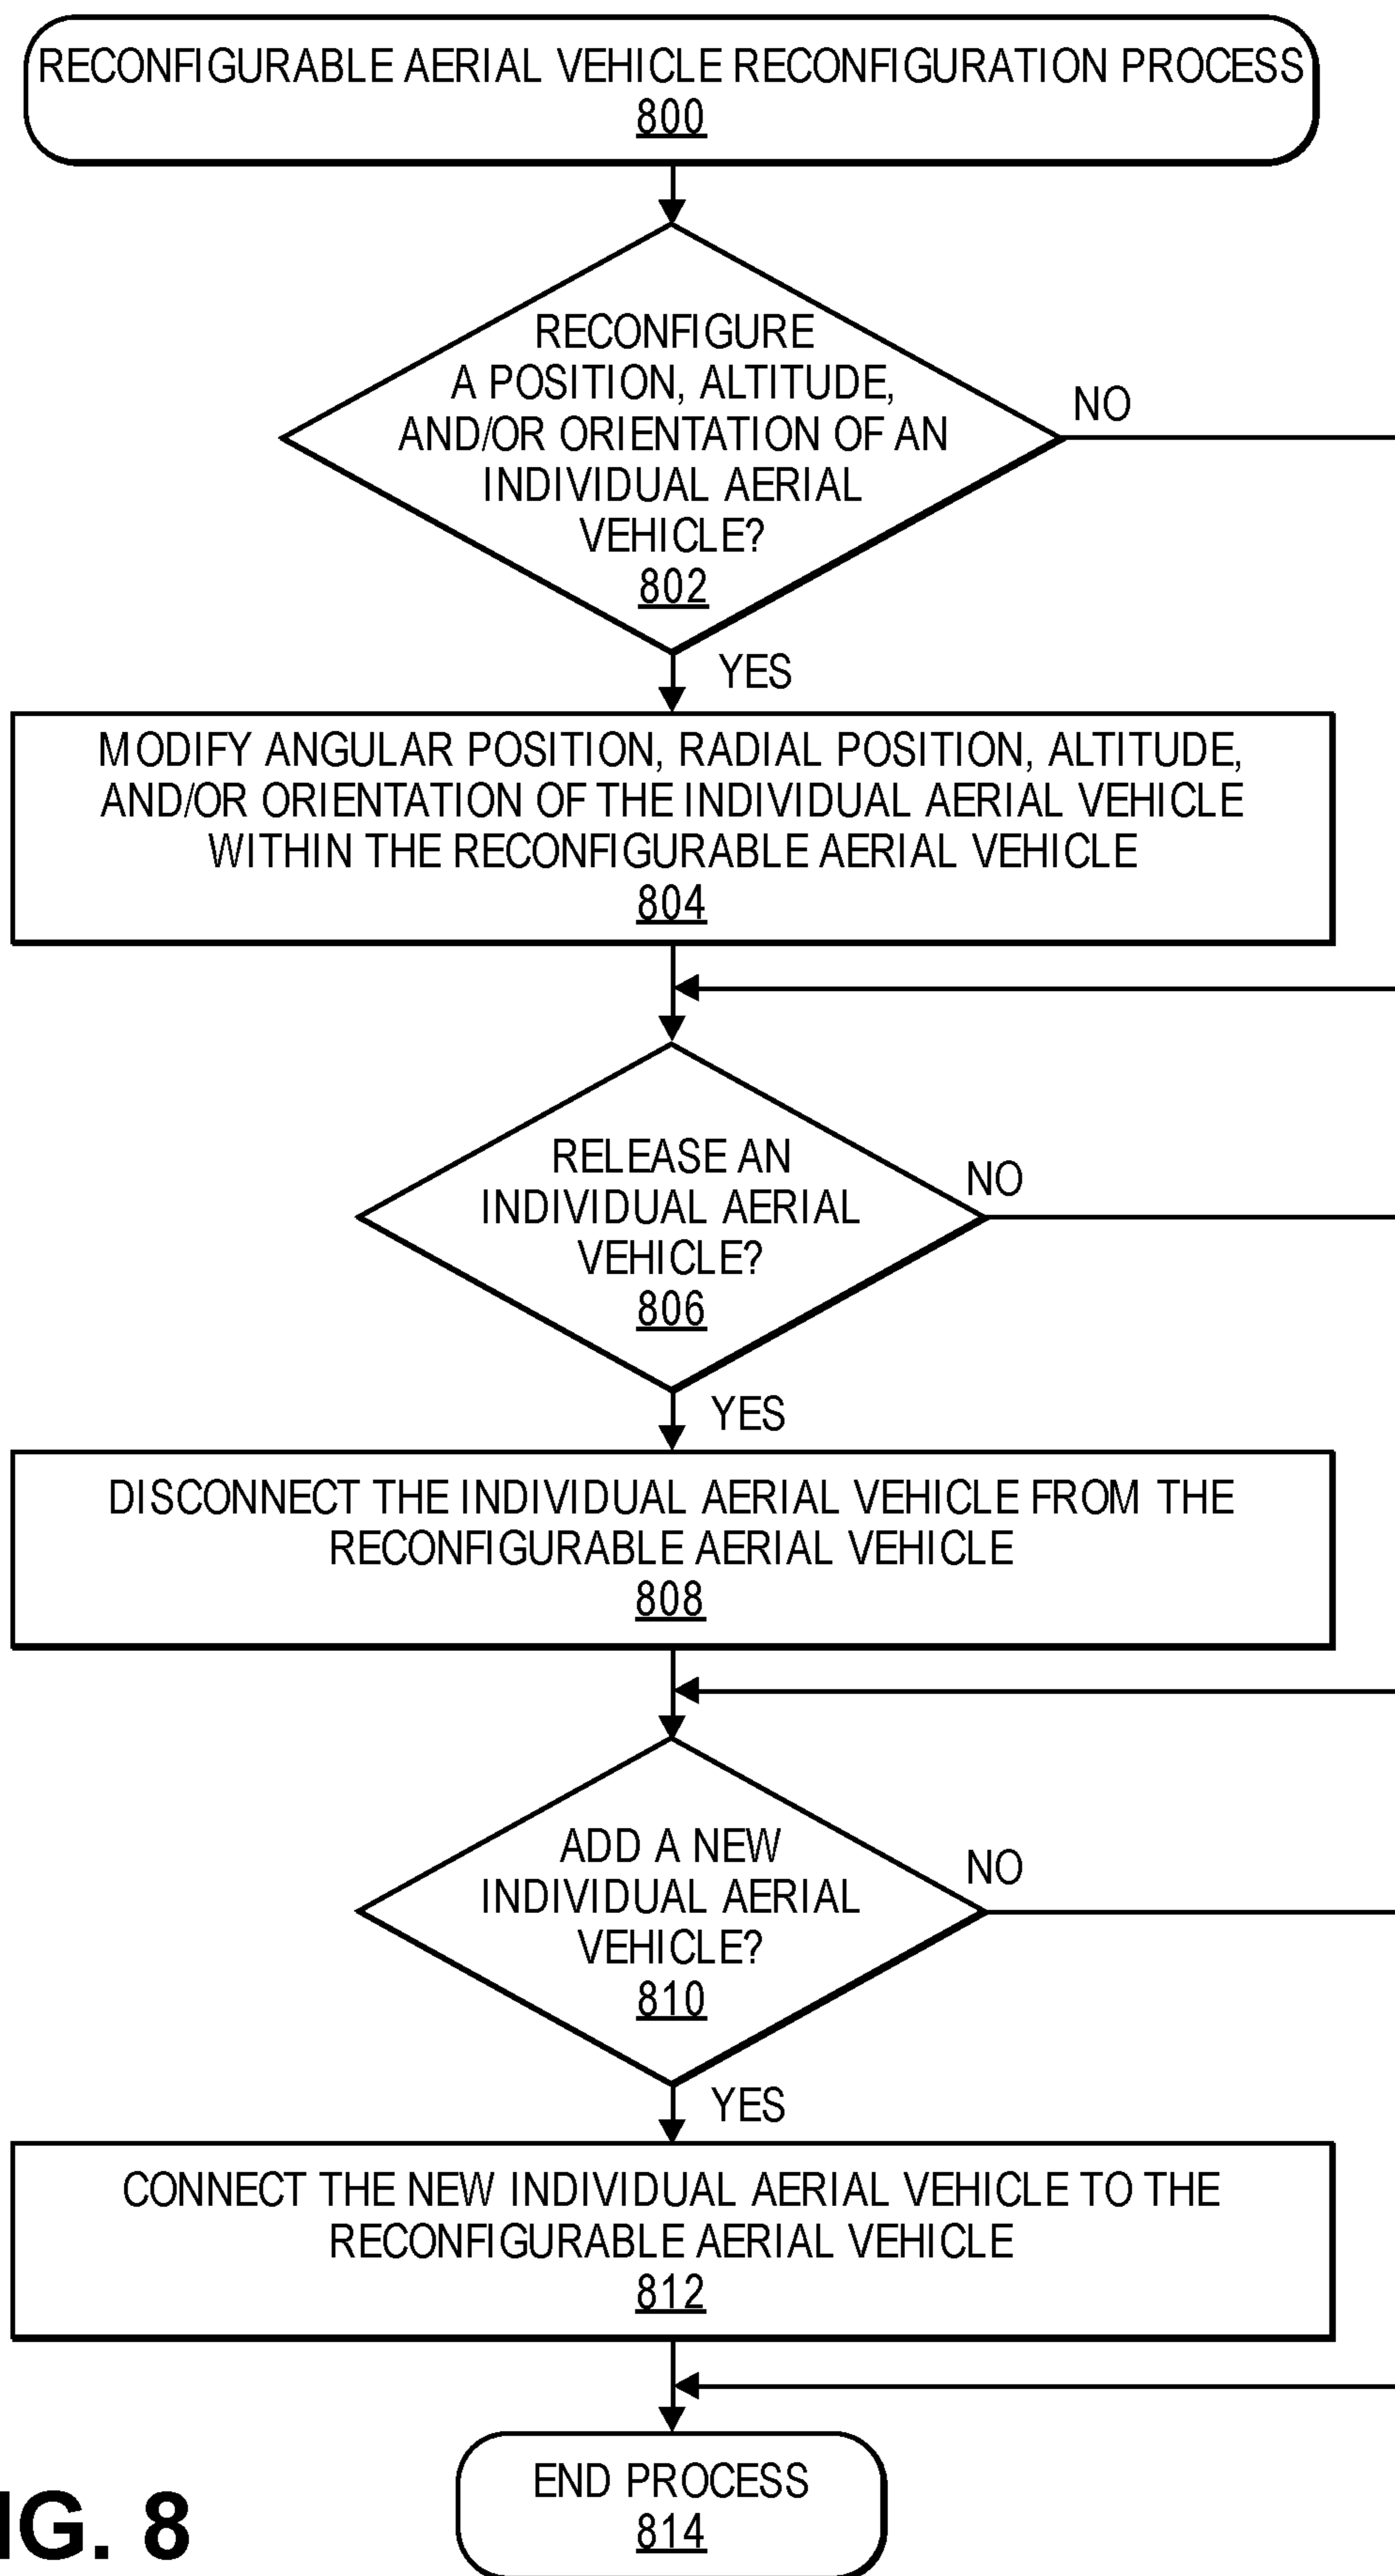 RECONFIGURABLE AERIAL VEHICLE RECONFIGURATION PROCESS
800
RECONFIGURE
A POSITION, ALTITUDE,
AND/OR ORIENTATION OF AN
INDIVIDUAL AERIAL
VEHICLE?
802
NO
YES
MODIFY ANGULAR POSITION, RADIAL POSITION, ALTITUDE,
AND/OR ORIENTATION OF THE INDIVIDUAL AERIAL VEHICLE
WITHIN THE RECONFIGURABLE AERIAL VEHICLE
804
RELEASE AN
INDIVIDUAL AERIAL
VEHICLE?
806
NO
YES
DISCONNECT THE INDIVIDUAL AERIAL VEHICLE FROM THE
RECONFIGURABLE AERIAL VEHICLE
808
ADD A NEW
INDIVIDUAL AERIAL
VEHICLE?
810
NO
YES
CONNECT THE NEW INDIVIDUAL AERIAL VEHICLE TO THE
RECONFIGURABLE AERIAL VEHICLE
812
END PROCESS
814
IG. 8